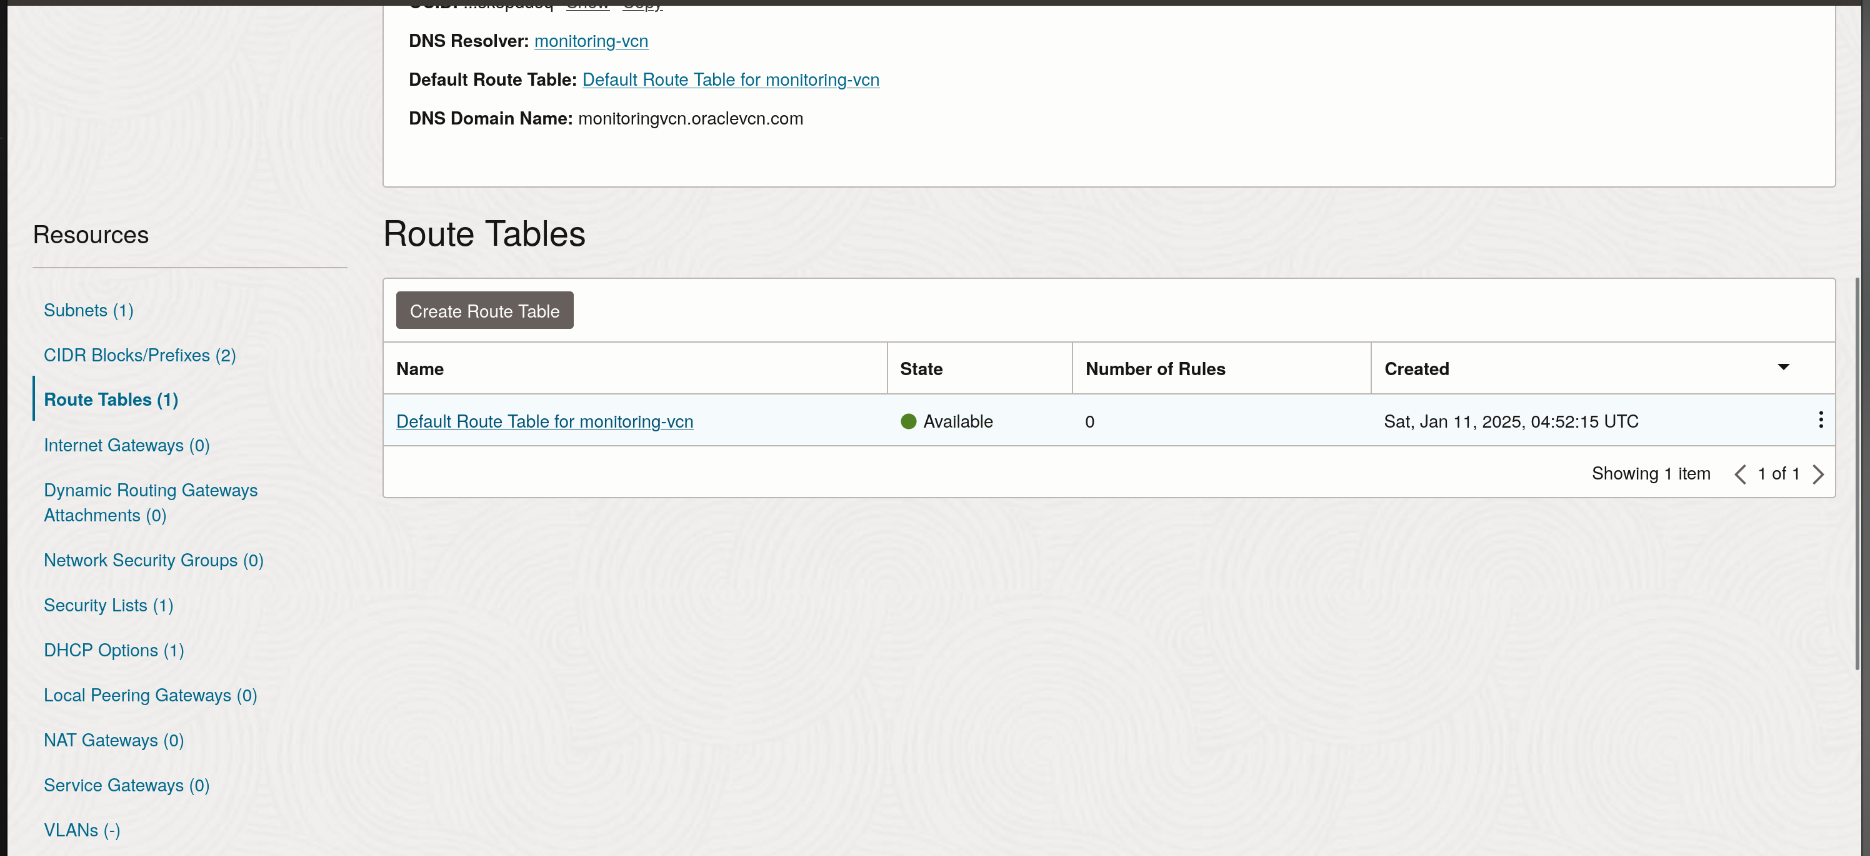 DNS Resolver: monitoring-vcn
Default Route Table: Default Route Table for monitoring-vcn
DNS Domain Name: monitoringvcn.oraclevcn.com
Resources
Subnets (1)
CIDR Blocks/Prefixes (2)
Route Tables (1)
Internet Gateways (0)
Dynamic Routing Gateways
Attachments (0)
Network Security Groups (0)
Security Lists (1)
DHCP Options (1)
Local Peering Gateways (0)
NAT Gateways (0)
Service Gateways (0)
VLANs (-)
Route Tables
Create Route Table
Name State Number of Rules Created
Default Route Table for monitoring-vcn Available 0 Sat, Jan 11, 2025, 04:52:15 UTC
Showing 1 item 1 of 1